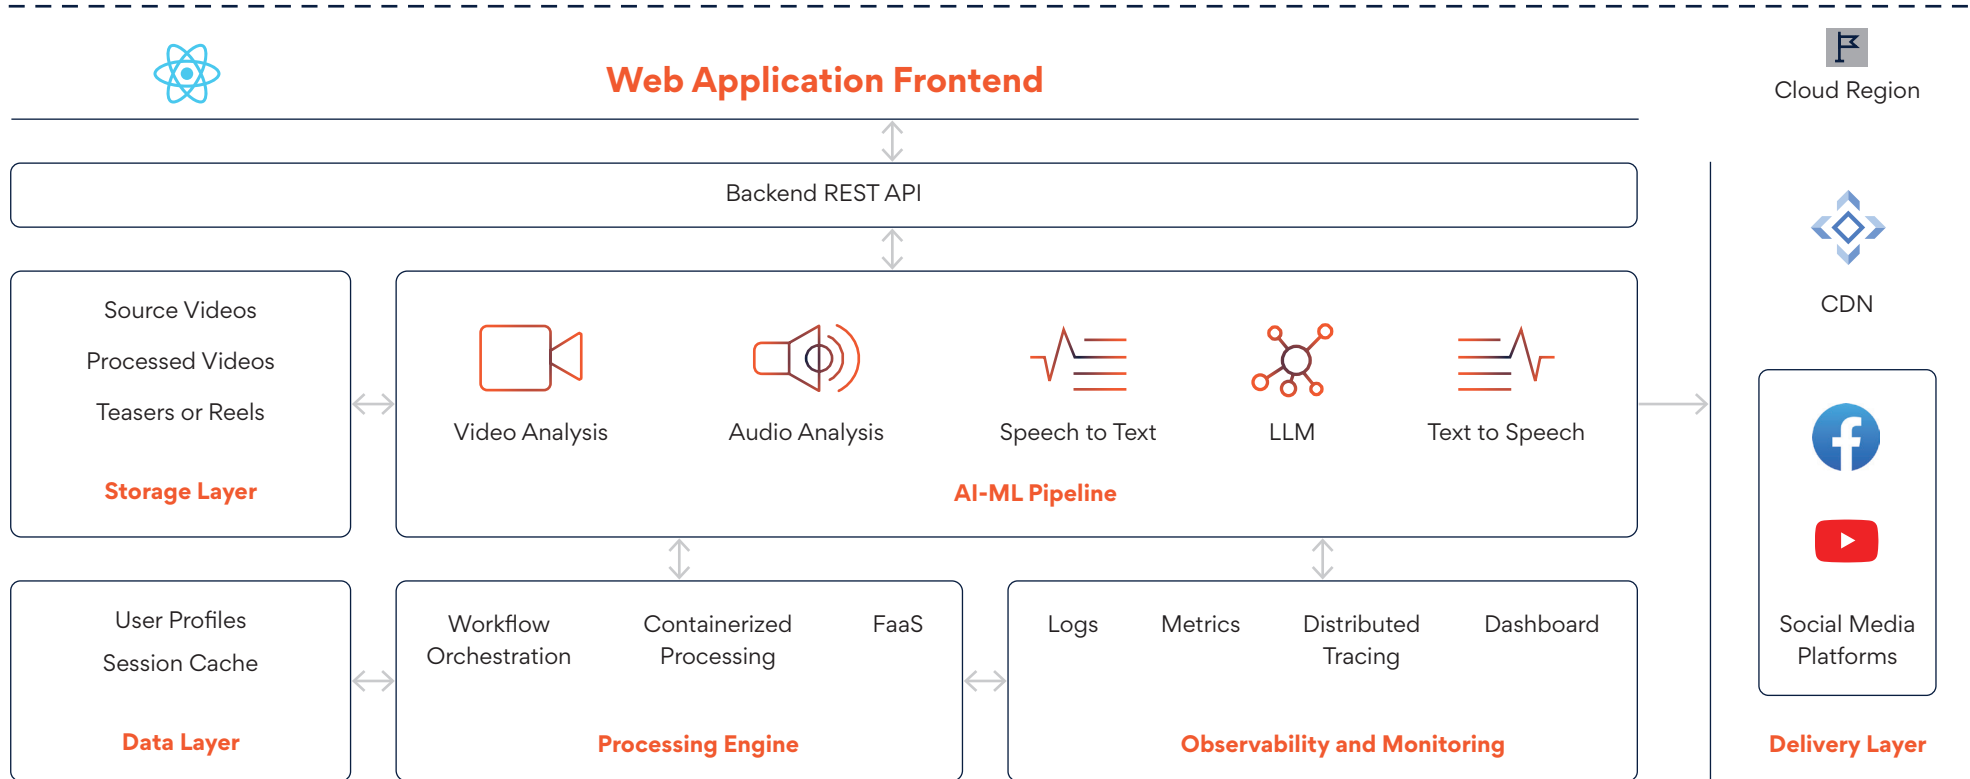 Web Application Frontend
Cloud Region
Backend REST API
Source Videos
Processed Videos
Teasers or Reels
Storage Layer
Video Analysis
Audio Analysis
Speech to Text
LLM
Text to Speech
AI-ML Pipeline
User Profiles
Session Cache
Data Layer
Workflow
Orchestration
Containerized
Processing
FaaS
Processing Engine
Logs
Metrics
Distributed
Tracing
Dashboard
Observability and Monitoring
CDN
Social Media
Platforms
Delivery Layer